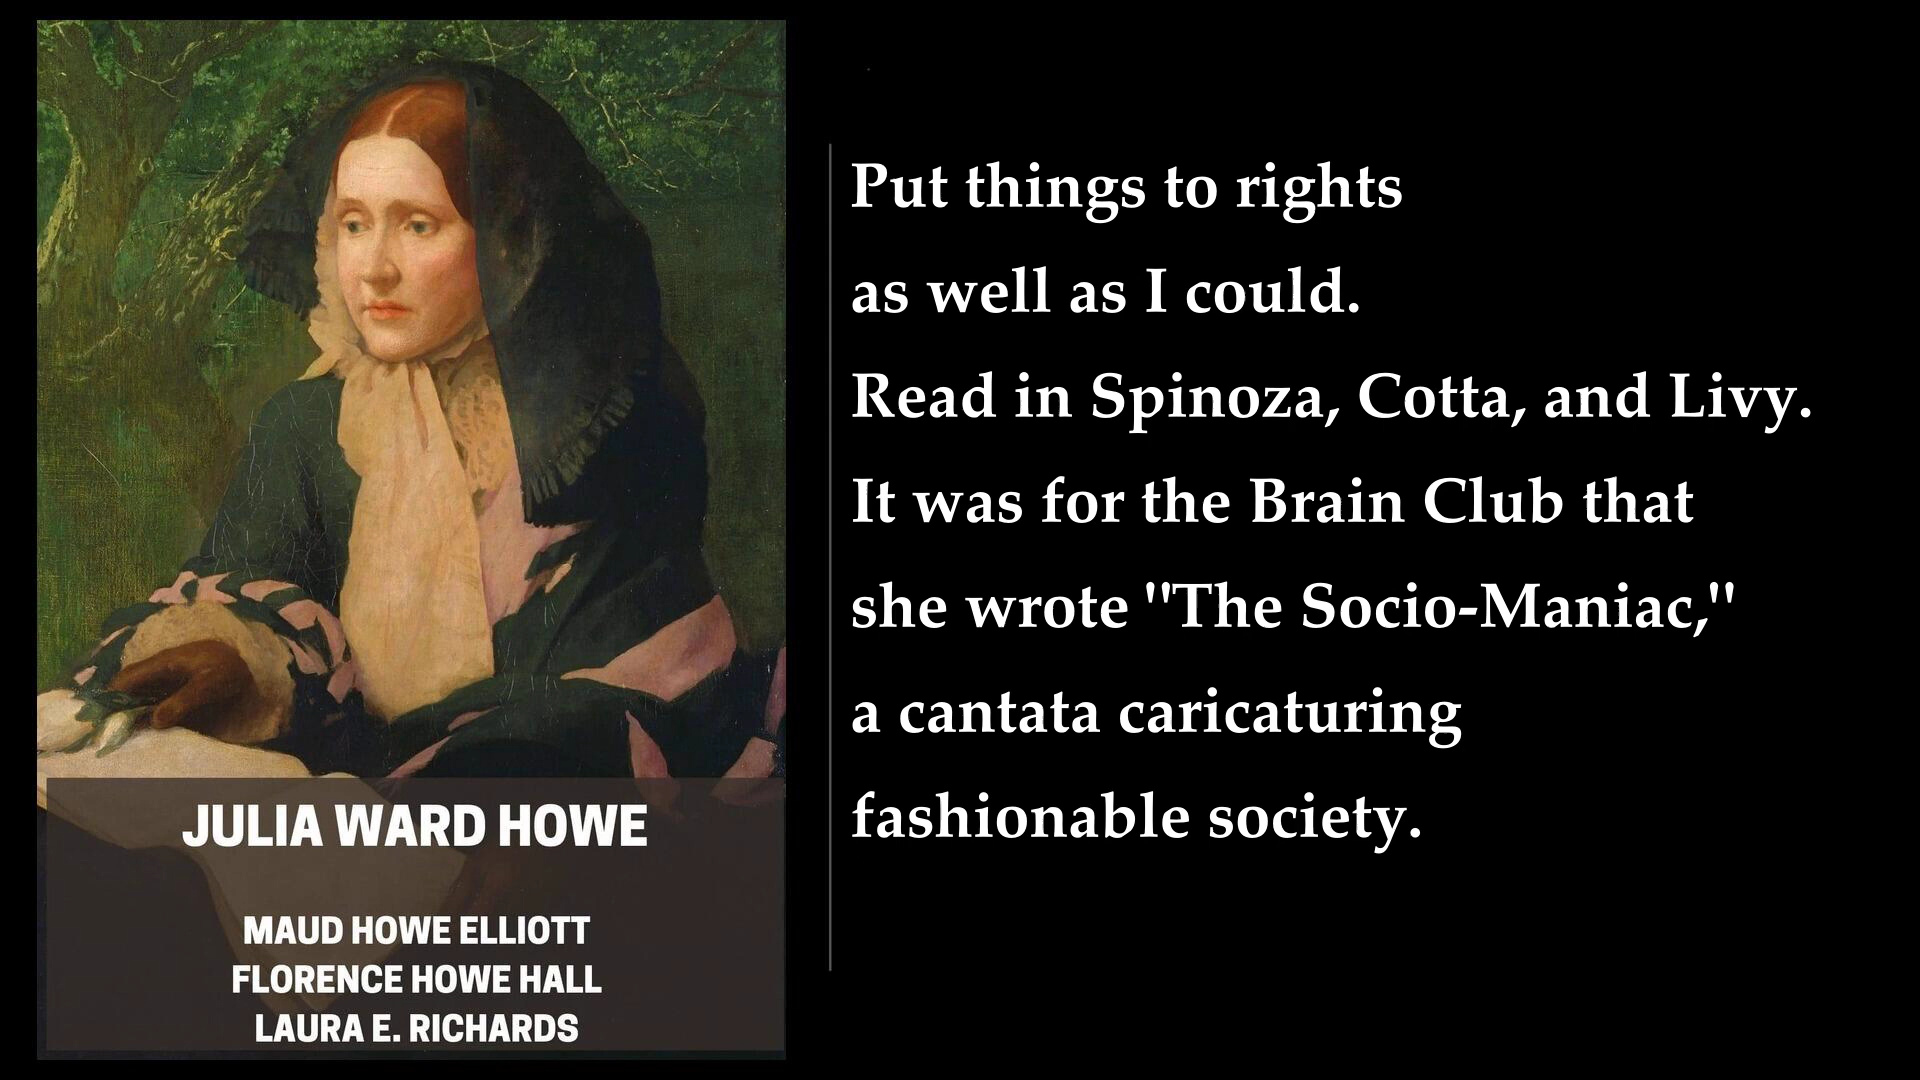 JULIA WARD HOWE
MAUD HOWE ELLIOTT
FLORENCE HOWE HALL
LAURA E. RICHARDS
Put things to rights
as well as I could.
Read in Spinoza, Cotta, and Livy.
It was for the Brain Club that
she wrote "The Socio-Maniac,"
a cantata caricaturing
fashionable society.